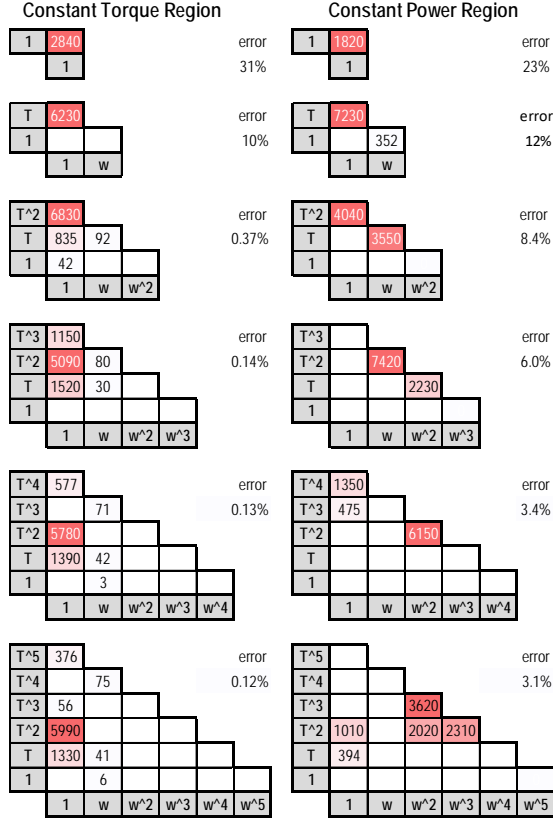 Constant Torque Region Constant Power Region
1 2840 error 1 1820 error
1 31% 1 23%
T 6230 error T 7230 error
1 10% 1 352 12%
1 w 1 w
T^2 6830 error T^2 4040 error
T 835 92 0.37% T 3550 8.4%
1 42 1
1 w w^2 1 w w^2
T^3 1150 error T^3 error
T^2 5090 80 0.14% T^2 7420 6.0%
T 1520 30 T 2230
1 1
1 w w^2 w^3 1 w w^2 w^3
T^4 577 error T^4 1350 error
T^3 71 0.13% T^3 475 3.4%
T^2 5780 T^2 6150
T 1390 42 T
1 3 1
1 w w^2 w^3 w^4 1 w w^2 w^3 w^4
T^5 376 error T^5 error
T^4 75 0.12% T^4 3.1%
T^3 56 T^3 3620
T^2 5990 T^2 1010 2020 2310
T 1330 41 T 394
1 6 1
1 w w^2 w^3 w^4 w^5 1 w w^2 w^3 w^4 w^5